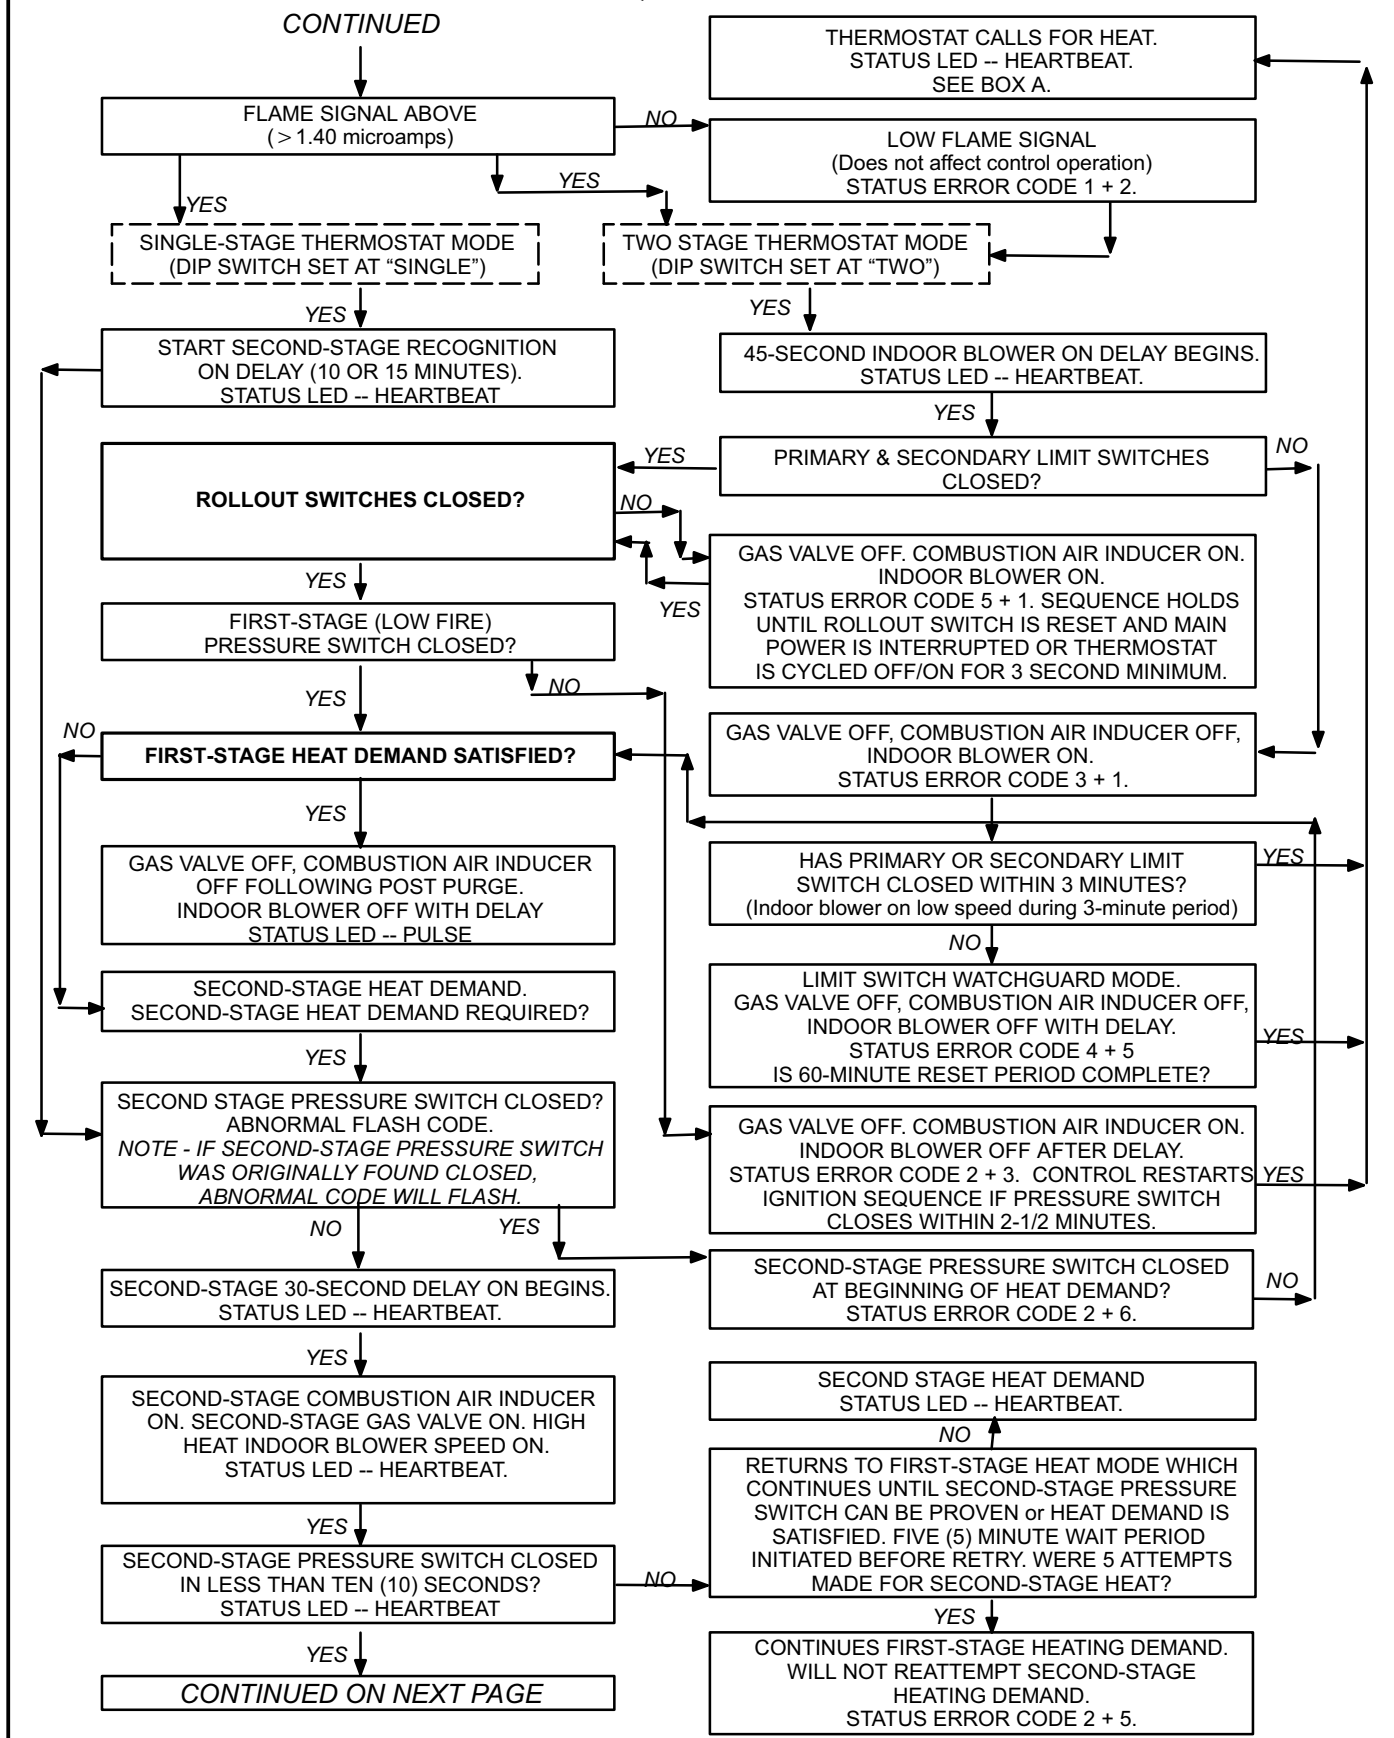 CONTINUED
THERMOSTAT CALLS FOR HEAT.
STATUS LED -- HEARTBEAT.
SEE BOX A.
FLAME SIGNAL ABOVE
(>1.40 microamps)
NO
LOW FLAME SIGNAL
(Does not affect control operation)
STATUS ERROR CODE 1 + 2.
YES
YES
SINGLE-STAGE THERMOSTAT MODE
(DIP SWITCH SET AT “SINGLE”)
TWO STAGE THERMOSTAT MODE
(DIP SWITCH SET AT “TWO”)
YES
YES
START SECOND-STAGE RECOGNITION
ON DELAY (10 OR 15 MINUTES).
STATUS LED -- HEARTBEAT
45-SECOND INDOOR BLOWER ON DELAY BEGINS.
STATUS LED -- HEARTBEAT.
YES
PRIMARY & SECONDARY LIMIT SWITCHES
CLOSED?
YES
NO
ROLLOUT SWITCHES CLOSED?
NO
GAS VALVE OFF. COMBUSTION AIR INDUCER ON.
INDOOR BLOWER ON.
STATUS ERROR CODE 5 + 1. SEQUENCE HOLDS
UNTIL ROLLOUT SWITCH IS RESET AND MAIN
POWER IS INTERRUPTED OR THERMOSTAT
IS CYCLED OFF/ON FOR 3 SECOND MINIMUM.
YES
YES
FIRST-STAGE (LOW FIRE)
PRESSURE SWITCH CLOSED?
NO
YES
NO
FIRST-STAGE HEAT DEMAND SATISFIED?
GAS VALVE OFF, COMBUSTION AIR INDUCER OFF,
INDOOR BLOWER ON.
STATUS ERROR CODE 3 + 1.
YES
GAS VALVE OFF, COMBUSTION AIR INDUCER
OFF FOLLOWING POST PURGE.
INDOOR BLOWER OFF WITH DELAY
STATUS LED -- PULSE
HAS PRIMARY OR SECONDARY LIMIT
SWITCH CLOSED WITHIN 3 MINUTES?
(Indoor blower on low speed during 3-minute period)
YES
NO
SECOND-STAGE HEAT DEMAND.
SECOND-STAGE HEAT DEMAND REQUIRED?
LIMIT SWITCH WATCHGUARD MODE.
GAS VALVE OFF, COMBUSTION AIR INDUCER OFF,
INDOOR BLOWER OFF WITH DELAY.
STATUS ERROR CODE 4 + 5
IS 60-MINUTE RESET PERIOD COMPLETE?
YES
YES
SECOND STAGE PRESSURE SWITCH CLOSED?
ABNORMAL FLASH CODE.
NOTE - IF SECOND-STAGE PRESSURE SWITCH
WAS ORIGINALLY FOUND CLOSED,
ABNORMAL CODE WILL FLASH.
GAS VALVE OFF. COMBUSTION AIR INDUCER ON.
INDOOR BLOWER OFF AFTER DELAY.
STATUS ERROR CODE 2 + 3. CONTROL RESTARTS
IGNITION SEQUENCE IF PRESSURE SWITCH
CLOSES WITHIN 2-1/2 MINUTES.
YES
NO
YES
SECOND-STAGE PRESSURE SWITCH CLOSED
AT BEGINNING OF HEAT DEMAND?
STATUS ERROR CODE 2 + 6.
NO
SECOND-STAGE 30-SECOND DELAY ON BEGINS.
STATUS LED -- HEARTBEAT.
YES
SECOND-STAGE COMBUSTION AIR INDUCER
ON. SECOND-STAGE GAS VALVE ON. HIGH
HEAT INDOOR BLOWER SPEED ON.
STATUS LED -- HEARTBEAT.
SECOND STAGE HEAT DEMAND
STATUS LED -- HEARTBEAT.
NO
RETURNS TO FIRST-STAGE HEAT MODE WHICH
CONTINUES UNTIL SECOND-STAGE PRESSURE
SWITCH CAN BE PROVEN or HEAT DEMAND IS
SATISFIED. FIVE (5) MINUTE WAIT PERIOD
INITIATED BEFORE RETRY. WERE 5 ATTEMPTS
MADE FOR SECOND-STAGE HEAT?
YES
SECOND-STAGE PRESSURE SWITCH CLOSED
IN LESS THAN TEN (10) SECONDS?
STATUS LED -- HEARTBEAT
NO
YES
YES
CONTINUES FIRST-STAGE HEATING DEMAND.
WILL NOT REATTEMPT SECOND-STAGE
HEATING DEMAND.
STATUS ERROR CODE 2 + 5.
CONTINUED ON NEXT PAGE